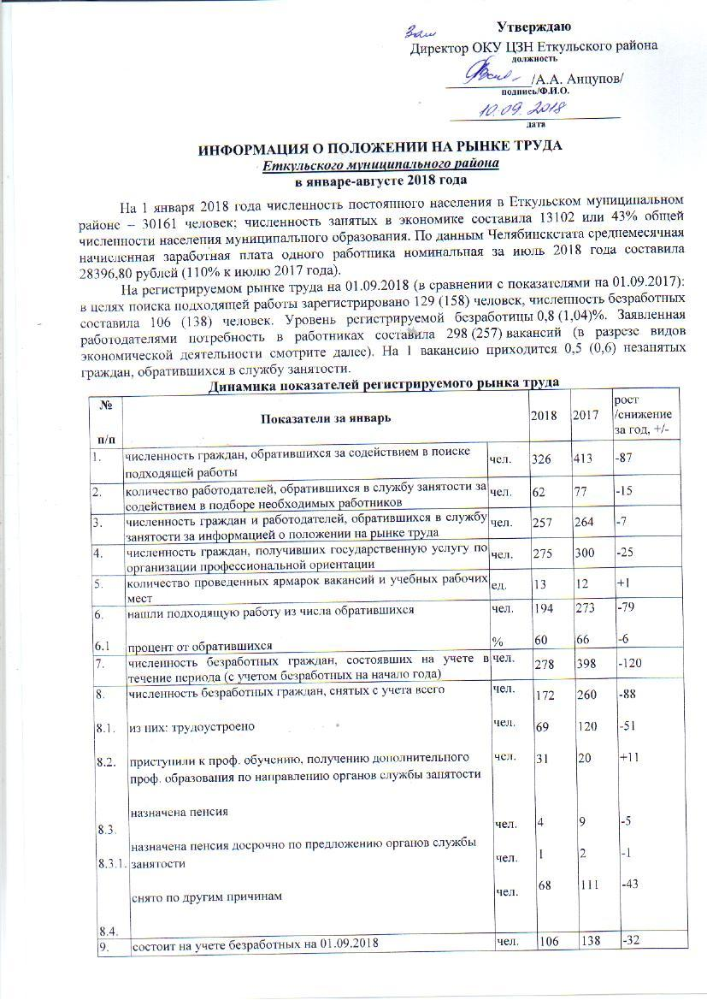 Утверждаю
Зам
Директор ОКУ ЦЗН Еткульского района
должность
/А.А. Анцупов/
подпись/Ф.И.О.
10.09.2018
дата
ИНФОРМАЦИЯ О ПОЛОЖЕНИИ НА РЫНКЕ ТРУДА
Еткульского муниципального района
в январе-августе 2018 года
На 1 января 2018 года численность постоянного населения в Еткульском муниципальном
районе – 30161 человек; численность занятых в экономике составила 13102 или 43% общей
численности населения муниципального образования. По данным Челябинскстата среднемесячная
начисленная заработная плата одного работника номинальная за июль 2018 года составила
28396,80 рублей (110% к июлю 2017 года).
На регистрируемом рынке труда на 01.09.2018 (в сравнении с показателями на 01.09.2017):
в целях поиска подходящей работы зарегистрировано 129 (158) человек, численность безработных
составила 106 (138) человек. Уровень регистрируемой безработицы 0,8 (1,04)%. Заявленная
работодателями потребность в работниках составила 298 (257) вакансий (в разрезе видов
экономической деятельности смотрите далее). На 1 вакансию приходится 0,5 (0,6) незанятых
граждан, обратившихся в службу занятости.
Динамика показателей регистрируемого рынка труда
№ п/п Показатели за январь 2018 2017 рост /снижение за год, +/-
1. численность граждан, обратившихся за содействием в поиске
подходящей работы чел. 326 413 -87
2. количество работодателей, обратившихся в службу занятости за
содействием в подборе необходимых работников чел. 62 77 -15
3. численность граждан и работодателей, обратившихся в службу
занятости за информацией о положении на рынке труда чел. 257 264 -7
4. численность граждан, получивших государственную услугу по
организации профессиональной ориентации чел. 275 300 -25
5. количество проведенных ярмарок вакансий и учебных рабочих
мест ед. 13 12 +1
6. нашли подходящую работу из числа обратившихся чел. 194 273 -79
6.1 процент от обратившихся % 60 66 -6
7. численность безработных граждан, состоявших на учете в
течение периода (с учетом безработных на начало года) чел. 278 398 -120
8. численность безработных граждан, снятых с учета всего чел. 172 260 -88
8.1. из них: трудоустроено чел. 69 120 -51
8.2. приступили к проф. обучению, получению дополнительного
проф. образования по направлению органов службы занятости чел. 31 20 +11
8.3. назначена пенсия чел. 4 9 -5
8.3.1. назначена пенсия досрочно по предложению органов службы
занятости чел. 1 2 -1
8.4. снято по другим причинам чел. 68 111 -43
9. состоит на учете безработных на 01.09.2018 чел. 106 138 -32